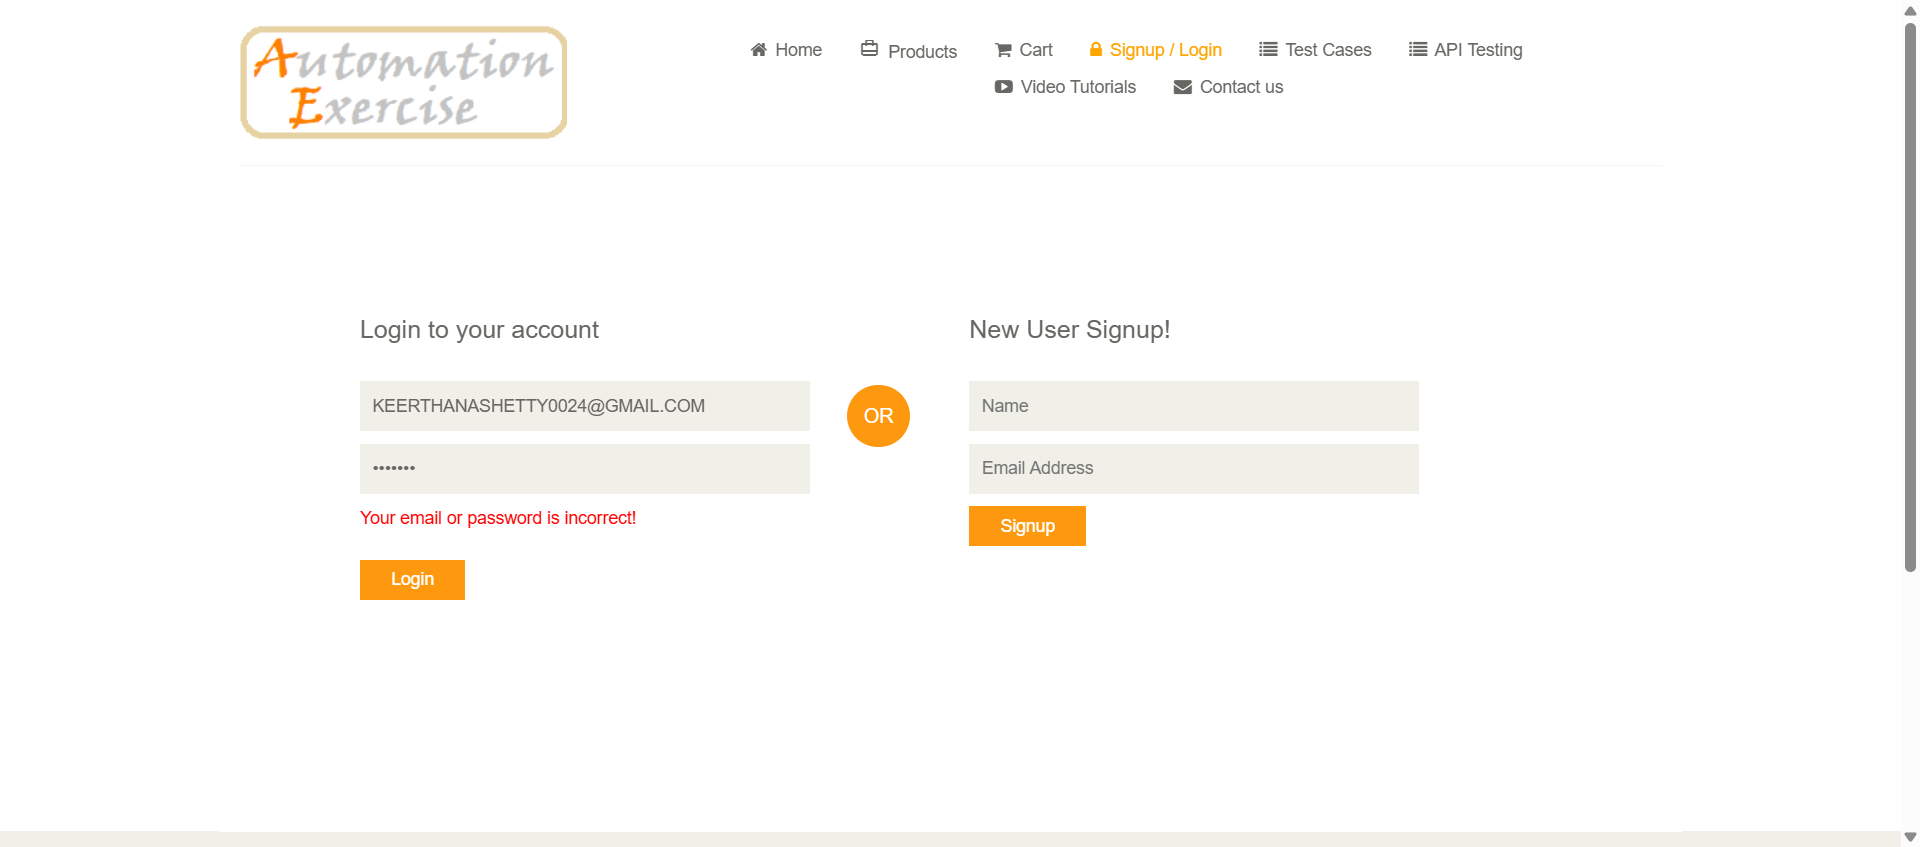 Automation
Exercise
Home
Products
Cart
Signup / Login
Test Cases
API Testing
Video Tutorials
Contact us
Login to your account
KEERTHANASHETTY0024@GMAIL.COM
•••••••
Your email or password is incorrect!
Login
OR
New User Signup!
Name
Email Address
Signup